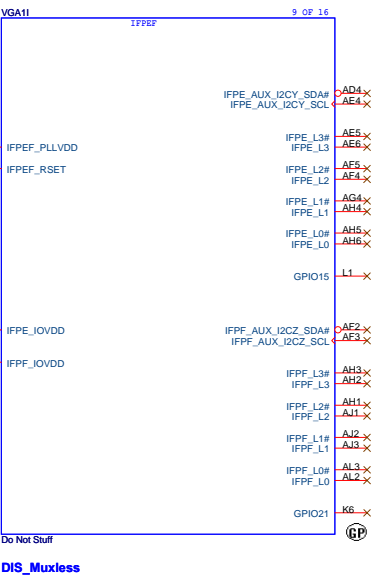 VGA1I 9 OF 16
IFPEF
IFPE_AUX_I2CY_SDA# AD4
IFPE_AUX_I2CY_SCL AE4
IFPE_L3# AE5
IFPEF_PLLVDD IFPE_L3 AE6
IFPEF_RSET IFPE_L2# AF5
IFPE_L2 AF4
IFPE_L1# AG4
IFPE_L1 AH4
IFPE_L0# AH5
IFPE_L0 AH6
GPIO15 L1
IFPE_IOVDD IFPF_AUX_I2CZ_SDA# AF2
IFPF_AUX_I2CZ_SCL AF3
IFPF_IOVDD IFPF_L3# AH3
IFPF_L3 AH2
IFPF_L2# AH1
IFPF_L2 AJ1
IFPF_L1# AJ2
IFPF_L1 AJ3
IFPF_L0# AL3
IFPF_L0 AL2
GPIO21 K6
GP
Do Not Stuff
DIS_Muxless